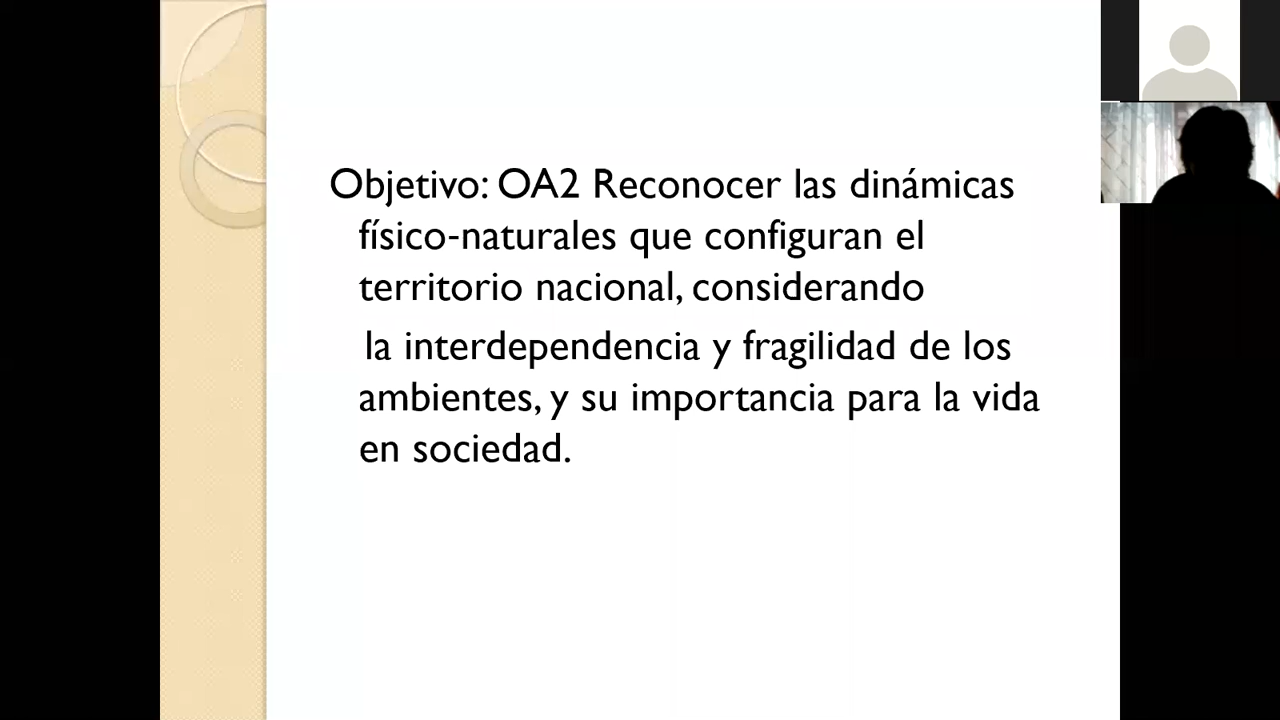 Objetivo: OA2 Reconocer las dinámicas
físico-naturales que configuran el
territorio nacional, considerando
la interdependencia y fragilidad de los
ambientes, y su importancia para la vida
en sociedad.